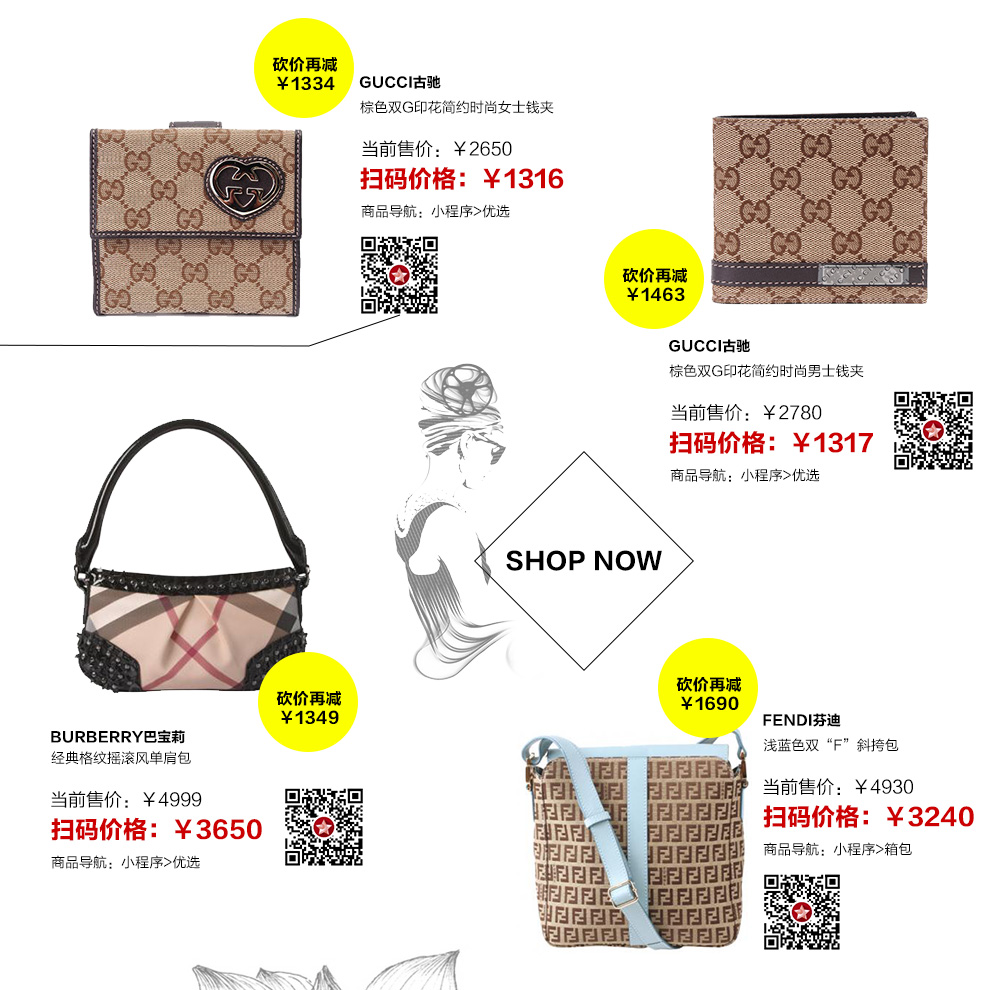 砍价再减
￥1334
GUCCI古驰
棕色双G印花简约时尚女士钱夹
当前售价：￥2650
扫码价格：￥1316
商品导航：小程序>优选
砍价再减
￥1463
GUCCI古驰
棕色双G印花简约时尚男士钱夹
当前售价：￥2780
扫码价格：￥1317
商品导航：小程序>优选
SHOP NOW
砍价再减
￥1349
BURBERRY巴宝莉
经典格纹摇滚风单肩包
当前售价：￥4999
扫码价格：￥3650
商品导航：小程序>优选
砍价再减
￥1690
FENDI芬迪
浅蓝色双“F”斜挎包
当前售价：￥4930
扫码价格：￥3240
商品导航：小程序>箱包